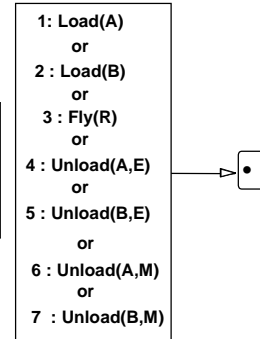 1: Load(A)
or
2 : Load(B)
or
3 : Fly(R)
or
4 : Unload(A,E)
or
5 : Unload(B,E)
or
6 : Unload(A,M)
or
7 : Unload(B,M)